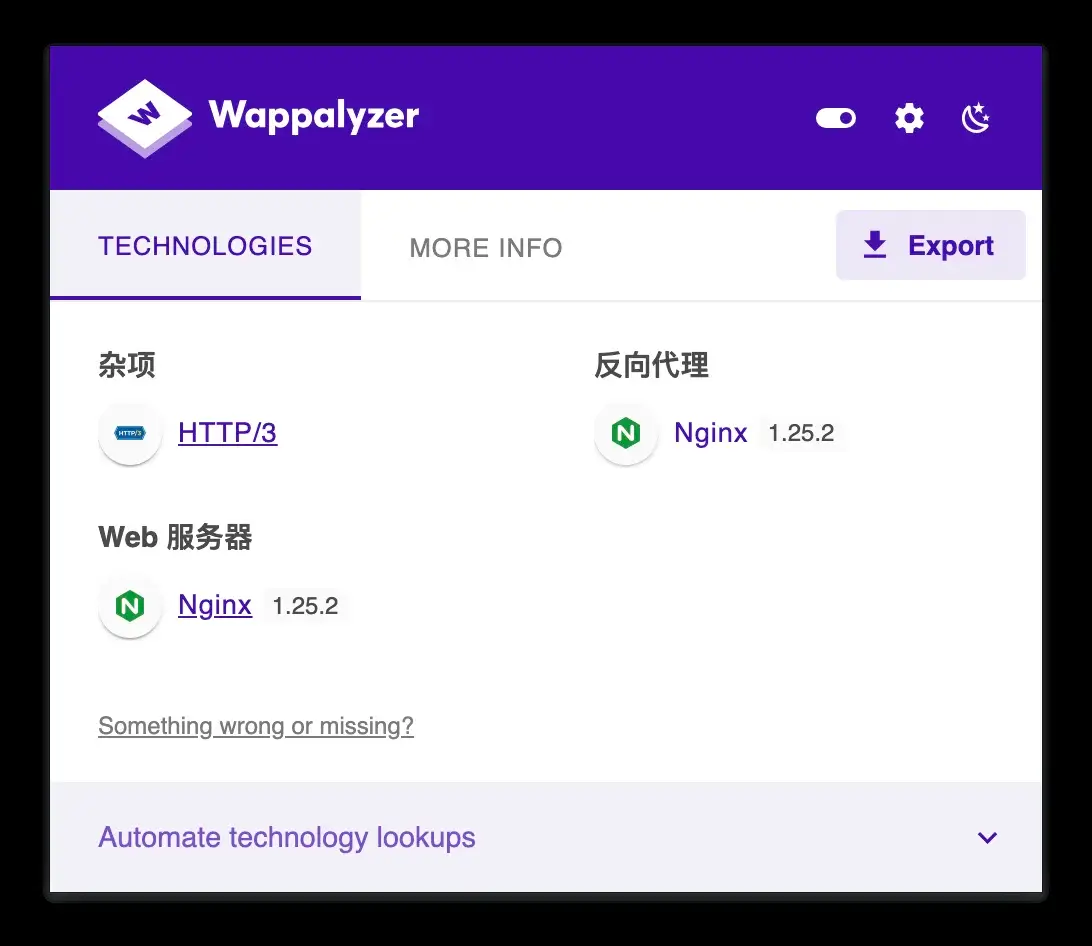 W
Wappalyzer
TECHNOLOGIES
MORE INFO
Export
杂项
HTTP/3
HTTP/3
反向代理
Nginx 1.25.2
Web 服务器
Nginx 1.25.2
Something wrong or missing?
Automate technology lookups